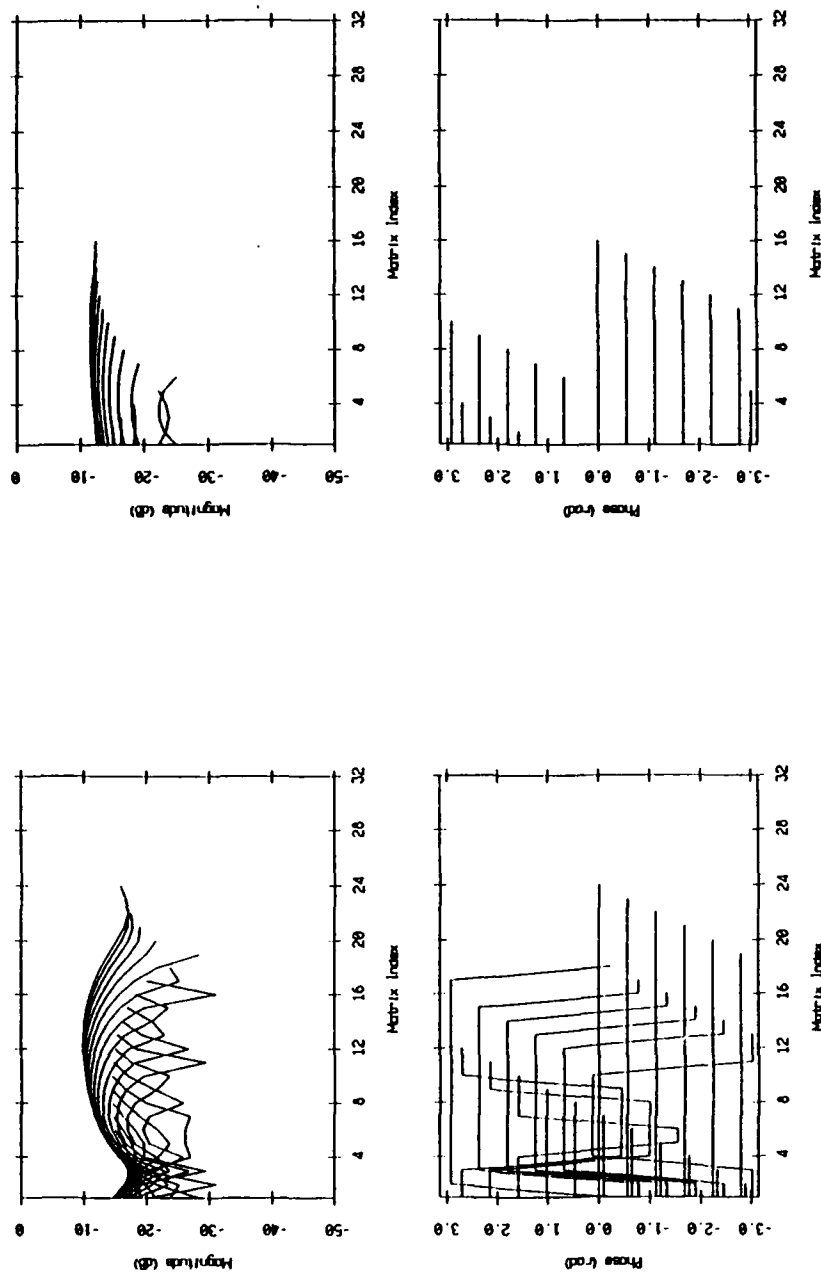 0
-10
-20
-30
-40
-50
Magnitude (dB)
4 8 12 16 20 24 28 32
Matrix Index
3.0
2.0
1.0
0.0
-1.0
-2.0
-3.0
Phase (rad)
4 8 12 16 20 24 28 32
Matrix Index
0
-10
-20
-30
-40
-50
Magnitude (dB)
4 8 12 16 20 24 28 32
Matrix Index
3.0
2.0
1.0
0.0
-1.0
-2.0
-3.0
Phase (rad)
4 8 12 16 20 24 28 32
Matrix Index